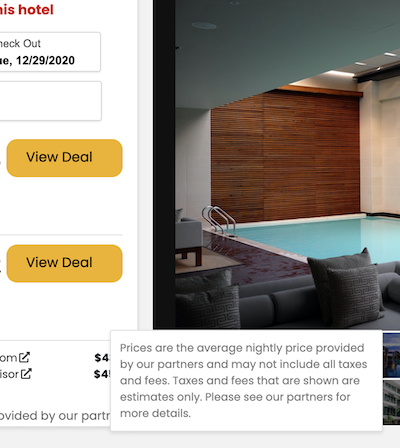 his hotel
heck Out
ue, 12/29/2020
View Deal
View Deal
om
$4
isor
$4
Prices are the average nightly price provided
by our partners and may not include all taxes
and fees. Taxes and fees that are shown are
estimates only. Please see our partners for
more details.
ovided by our partn